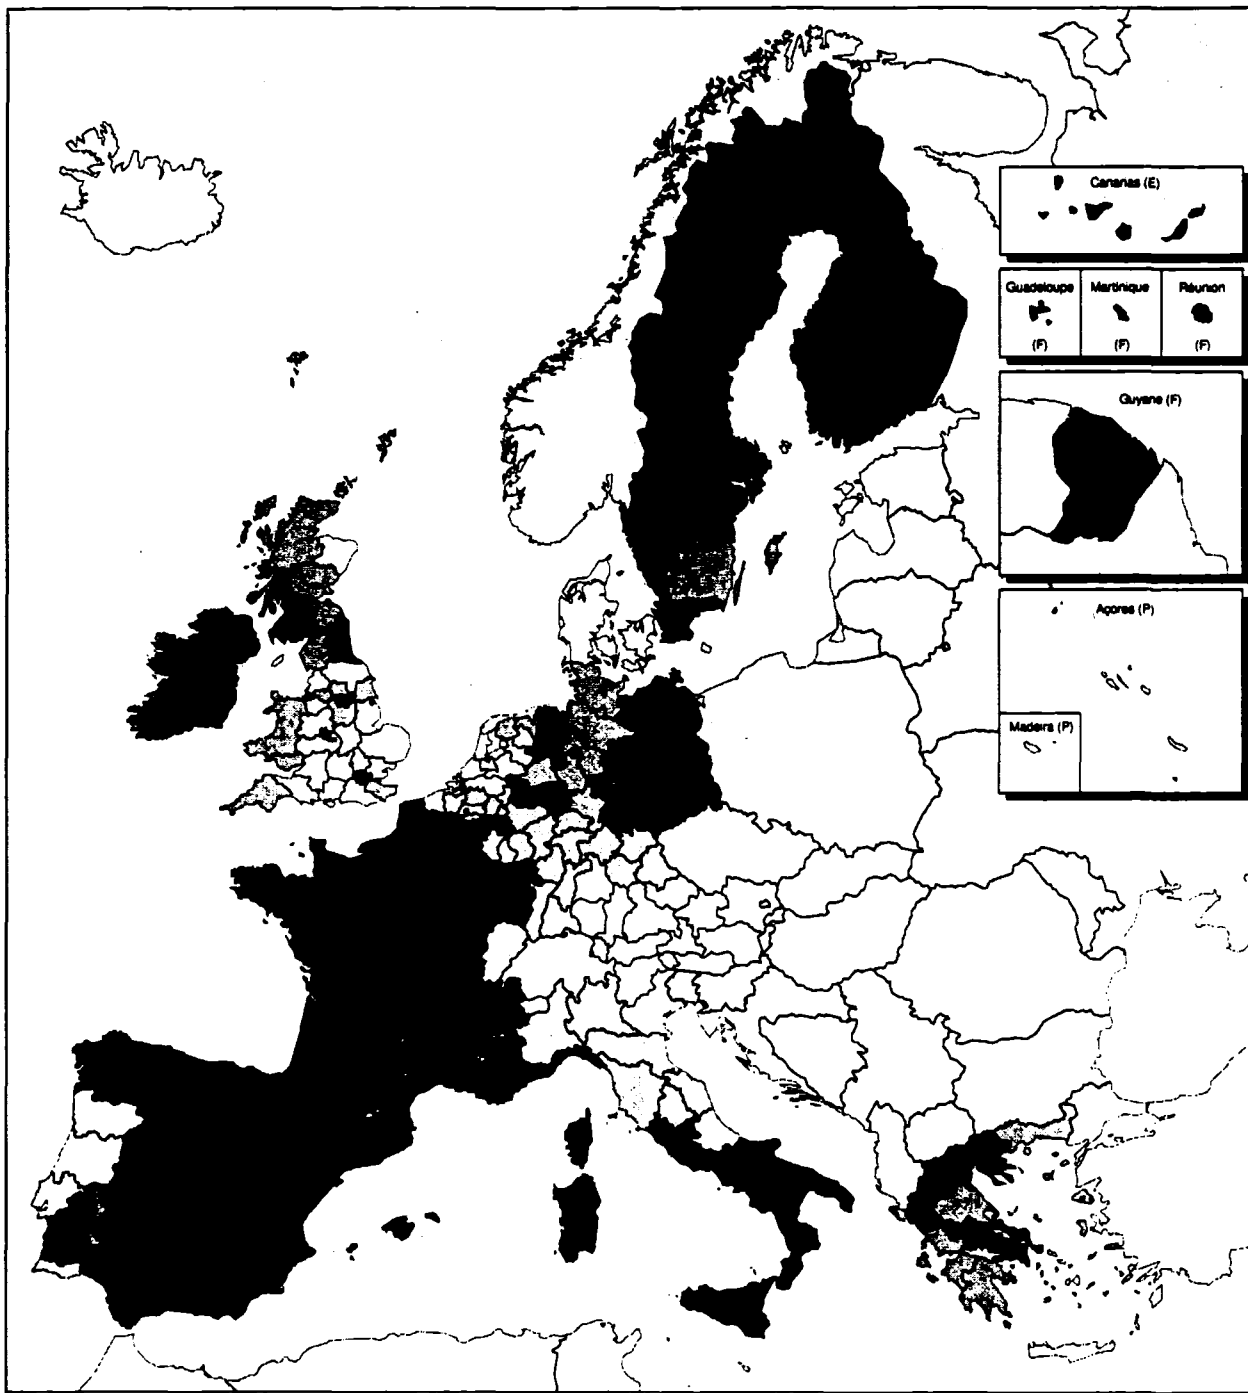 Canarias (E)
Guadeloupe Martinique Réunion
(F) (F) (F)
Guyane (F)
Açores (P)
Madeira (P)